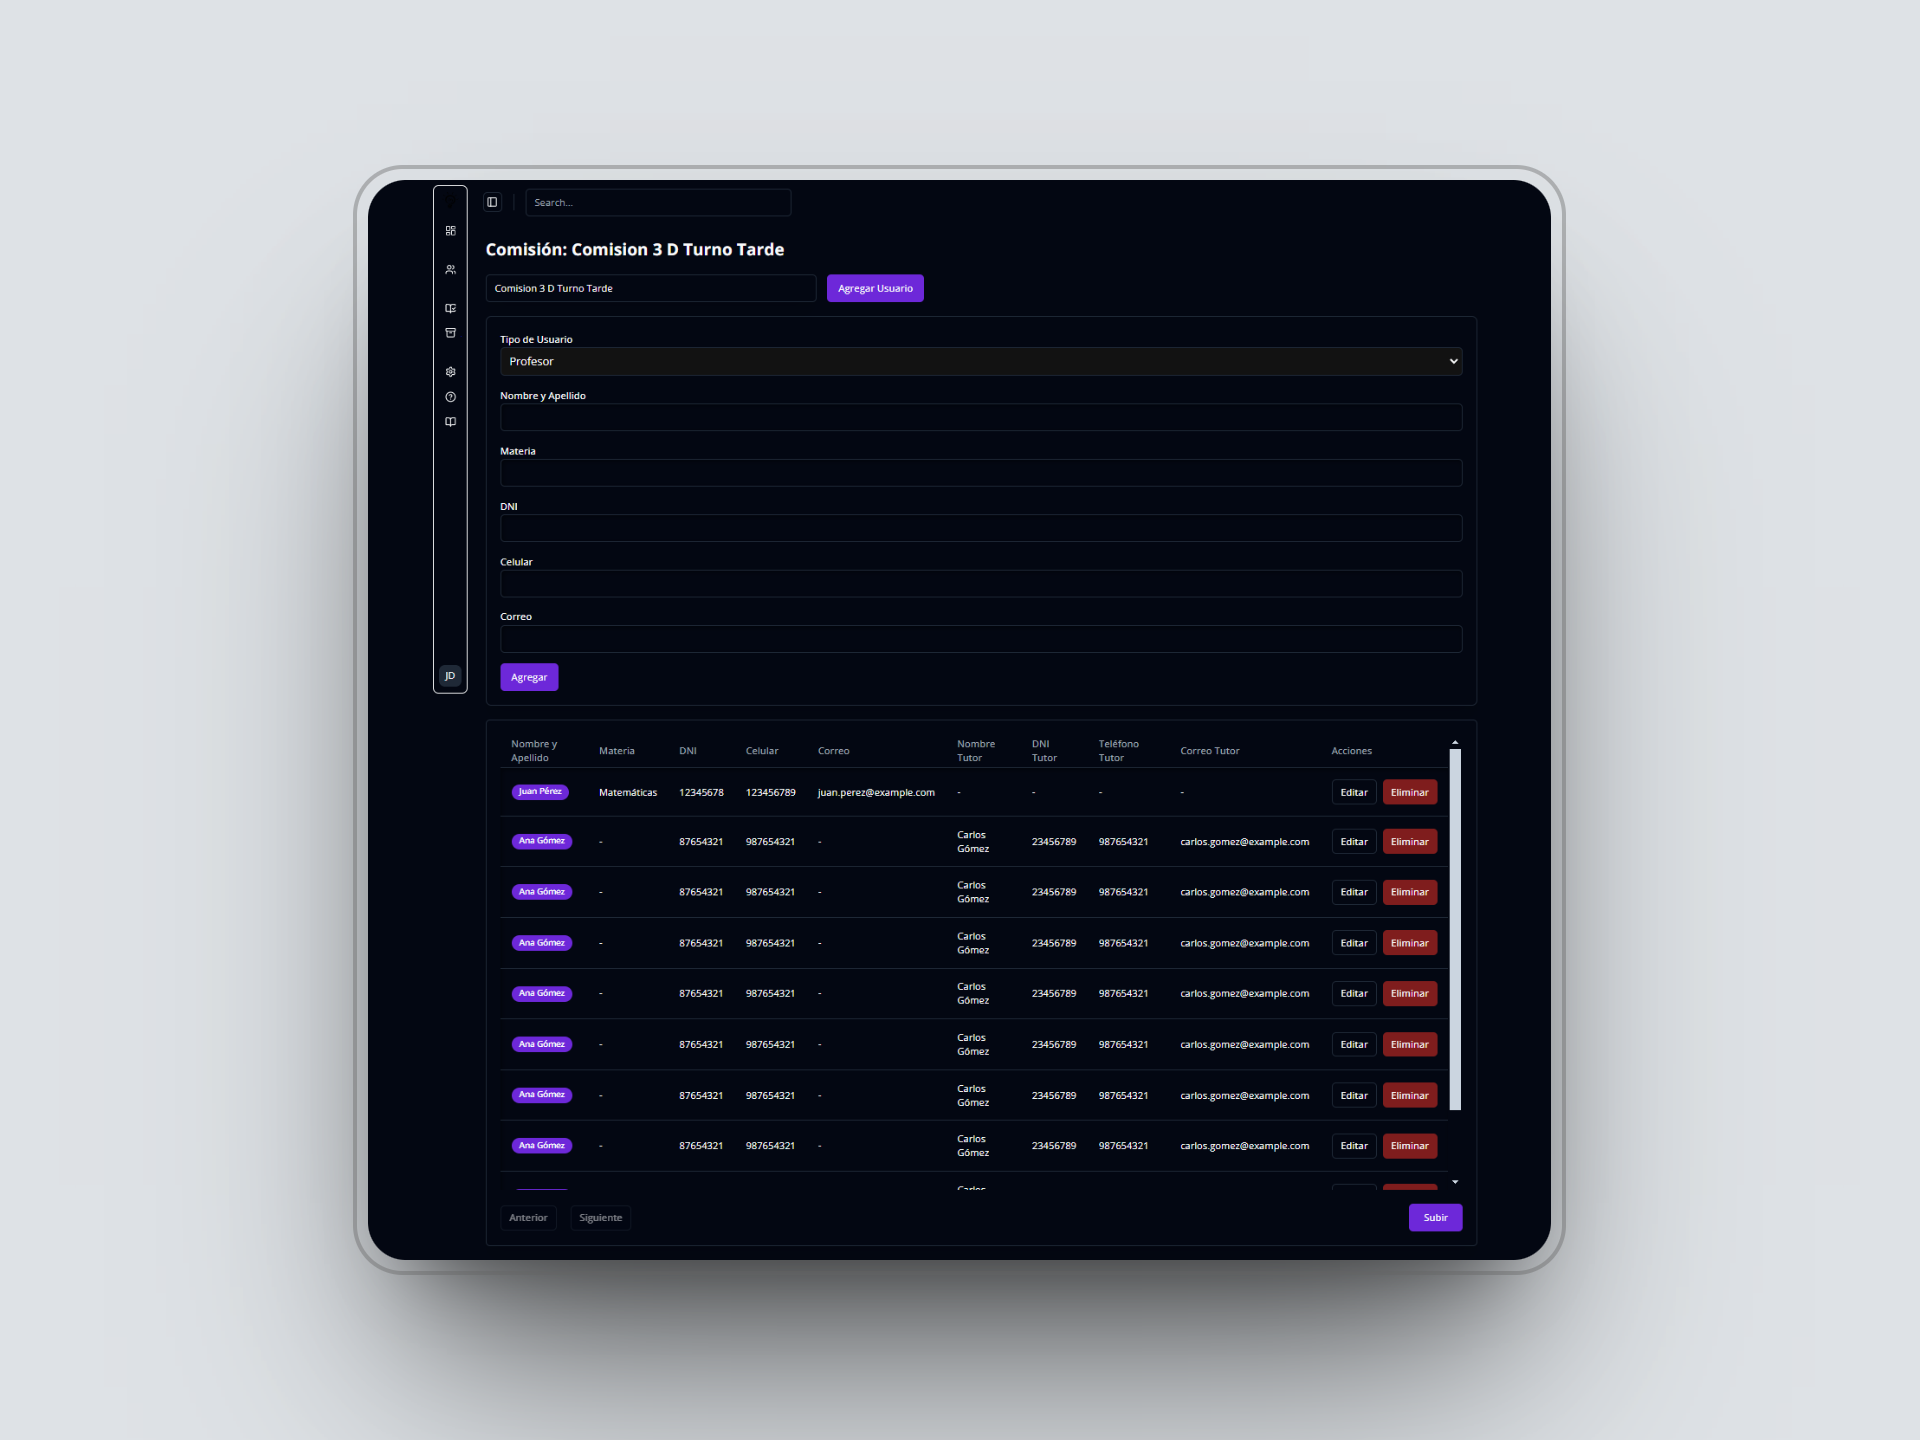 Search...
Comisión: Comision 3 D Turno Tarde
Comision 3 D Turno Tarde
Agregar Usuario
Tipo de Usuario
Profesor
Nombre y Apellido
Materia
DNI
Celular
Correo
JD
Agregar
Nombre y Apellido Materia DNI Celular Correo Nombre Tutor DNI Tutor Teléfono Tutor Correo Tutor Acciones
Juan Pérez Matemáticas 12345678 123456789 juan.perez@example.com - - - - Editar Eliminar
Ana Gómez - 87654321 987654321 - Carlos Gómez 23456789 987654321 carlos.gomez@example.com Editar Eliminar
Ana Gómez - 87654321 987654321 - Carlos Gómez 23456789 987654321 carlos.gomez@example.com Editar Eliminar
Ana Gómez - 87654321 987654321 - Carlos Gómez 23456789 987654321 carlos.gomez@example.com Editar Eliminar
Ana Gómez - 87654321 987654321 - Carlos Gómez 23456789 987654321 carlos.gomez@example.com Editar Eliminar
Ana Gómez - 87654321 987654321 - Carlos Gómez 23456789 987654321 carlos.gomez@example.com Editar Eliminar
Ana Gómez - 87654321 987654321 - Carlos Gómez 23456789 987654321 carlos.gomez@example.com Editar Eliminar
Ana Gómez - 87654321 987654321 - Carlos Gómez 23456789 987654321 carlos.gomez@example.com Editar Eliminar
Anterior Siguiente Subir